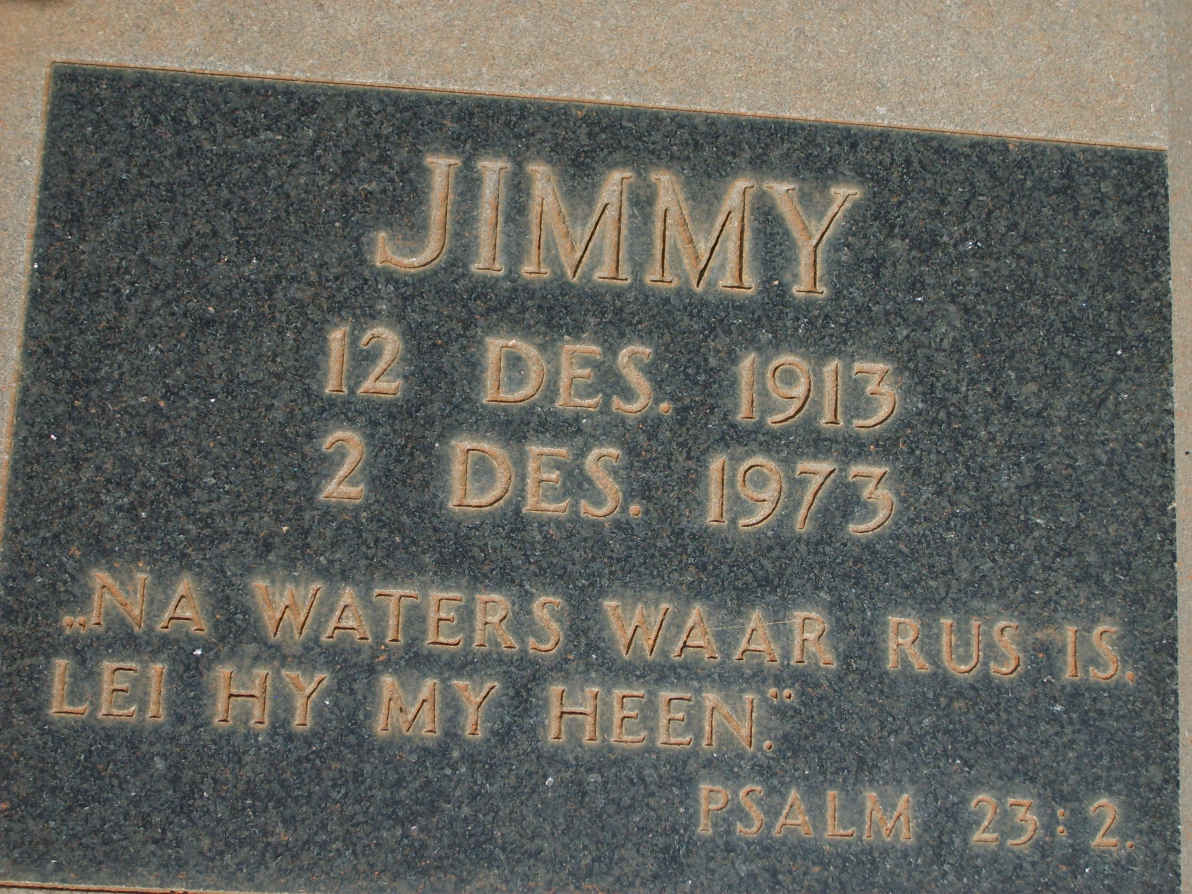 JIMMY
12 DES. 1913
2 DES. 1973
„NA WATERS WAAR RUS IS.
LEI HY MY HEEN.“
PSALM 23:2.